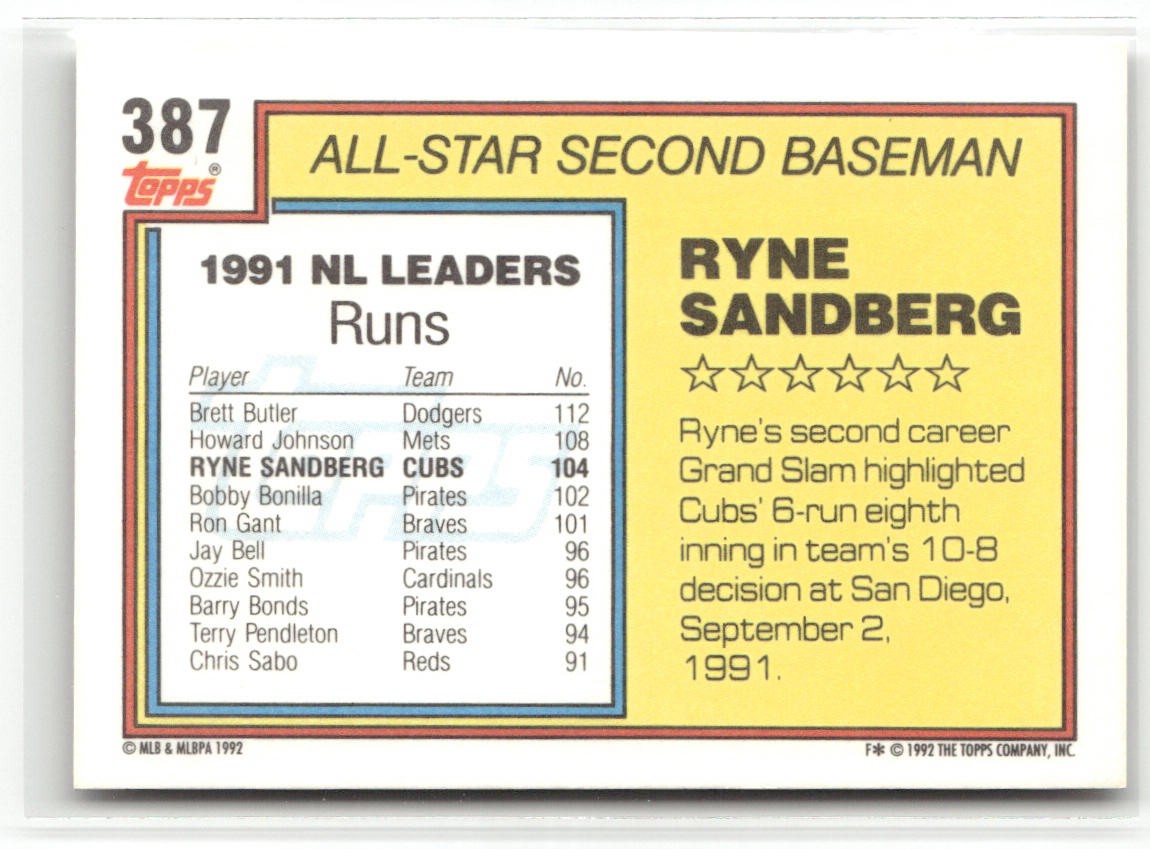 387
Topps®
ALL-STAR SECOND BASEMAN
1991 NL LEADERS
Runs
Player Team No.
Brett Butler Dodgers 112
Howard Johnson Mets 108
RYNE SANDBERG CUBS 104
Bobby Bonilla Pirates 102
Ron Gant Braves 101
Jay Bell Pirates 96
Ozzie Smith Cardinals 96
Barry Bonds Pirates 95
Terry Pendleton Braves 94
Chris Sabo Reds 91
topps
RYNE
SANDBERG
☆☆☆☆☆☆
Ryne's second career
Grand Slam highlighted
Cubs' 6-run eighth
inning in team's 10-8
decision at San Diego,
September 2,
1991.
© MLB & MLBPA 1992
F✻ © 1992 THE TOPPS COMPANY, INC.